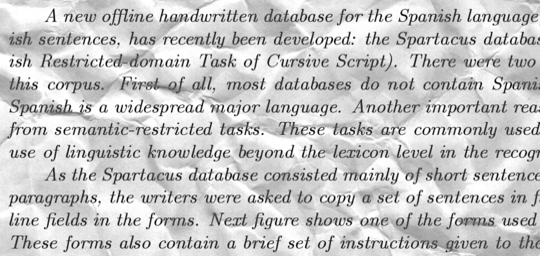 A new offline handwritten database for the Spanish language
ish sentences, has recently been developed: the Spartacus databas
ish Restricted-domain Task of Cursive Script). There were two
this corpus. First of all, most databases do not contain Spani
Spanish is a widespread major language. Another important rea
from semantic-restricted tasks. These tasks are commonly used
use of linguistic knowledge beyond the lexicon level in the recogn
As the Spartacus database consisted mainly of short sentence
paragraphs, the writers were asked to copy a set of sentences in f
line fields in the forms. Next figure shows one of the forms used
These forms also contain a brief set of instructions given to the